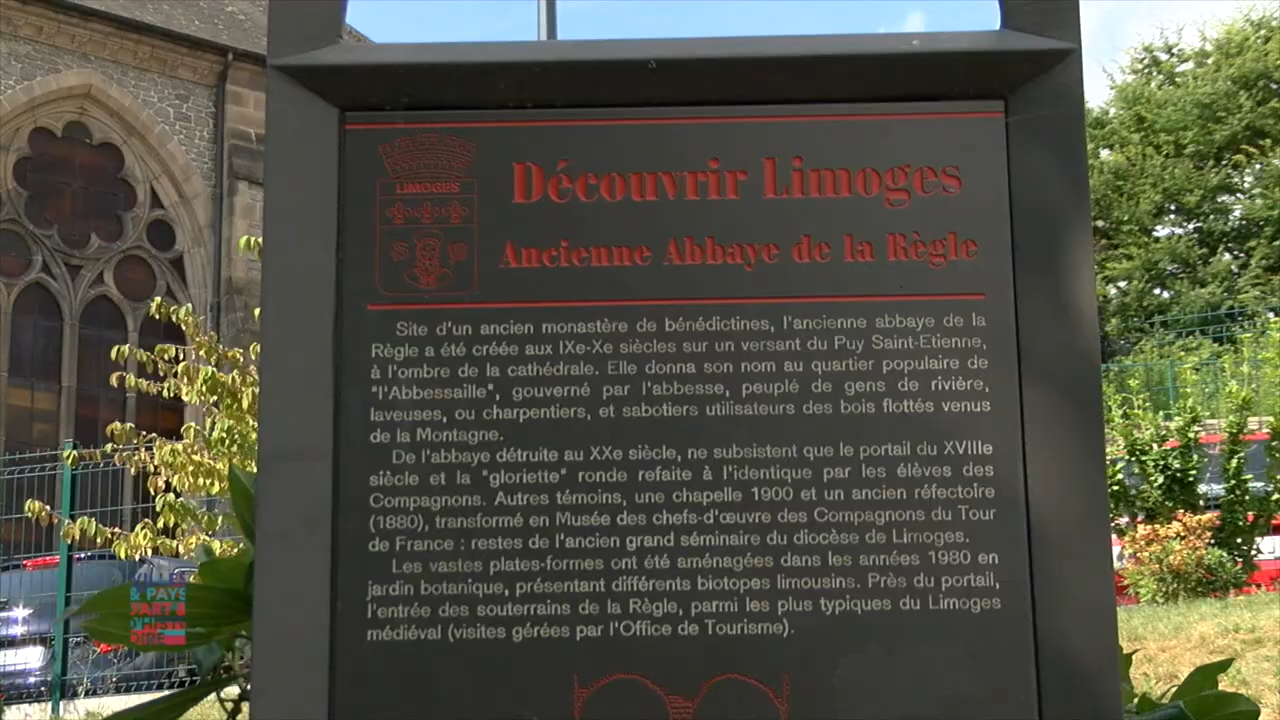 LIMOGES
Découvrir Limoges
Ancienne Abbaye de la Règle
Site d'un ancien monastère de bénédictines, l'ancienne abbaye de la
Règle a été créée aux IXe-Xe siècles sur un versant du Puy Saint-Etienne,
à l'ombre de la cathédrale. Elle donna son nom au quartier populaire de
"l'Abbessaille", gouverné par l'abbesse, peuplé de gens de rivière,
laveuses, ou charpentiers, et sabotiers utilisateurs des bois flottés venus
de la Montagne.
De l'abbaye détruite au XXe siècle, ne subsistent que le portail du XVIIIe
siècle et la "gloriette" ronde refaite à l'identique par les élèves des
Compagnons. Autres témoins, une chapelle 1900 et un ancien réfectoire
(1880), transformé en Musée des chefs-d'œuvre des Compagnons du Tour
de France : restes de l'ancien grand séminaire du diocèse de Limoges.
Les vastes plates-formes ont été aménagées dans les années 1980 en
jardin botanique, présentant différents biotopes limousins. Près du portail,
l'entrée des souterrains de la Règle, parmi les plus typiques du Limoges
médiéval (visites gérées par l'Office de Tourisme).
VILLES
& PAYS
D'ART &
D'HISTO
IRE